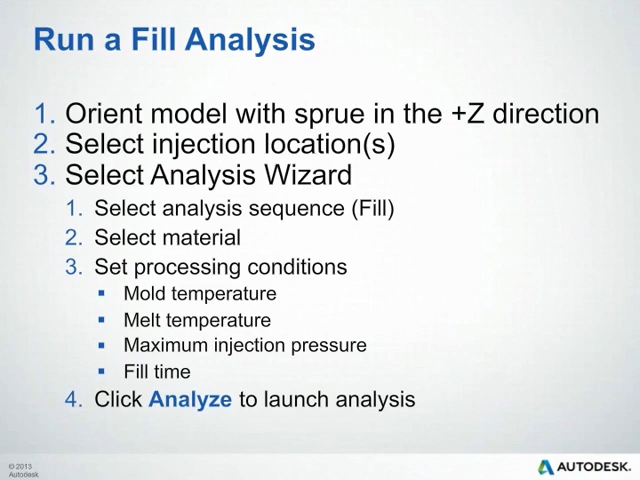 Run a Fill Analysis
1. Orient model with sprue in the +Z direction
2. Select injection location(s)
3. Select Analysis Wizard
1. Select analysis sequence (Fill)
2. Select material
3. Set processing conditions
▪ Mold temperature
▪ Melt temperature
▪ Maximum injection pressure
▪ Fill time
4. Click Analyze to launch analysis
© 2013
Autodesk
AUTODESK.